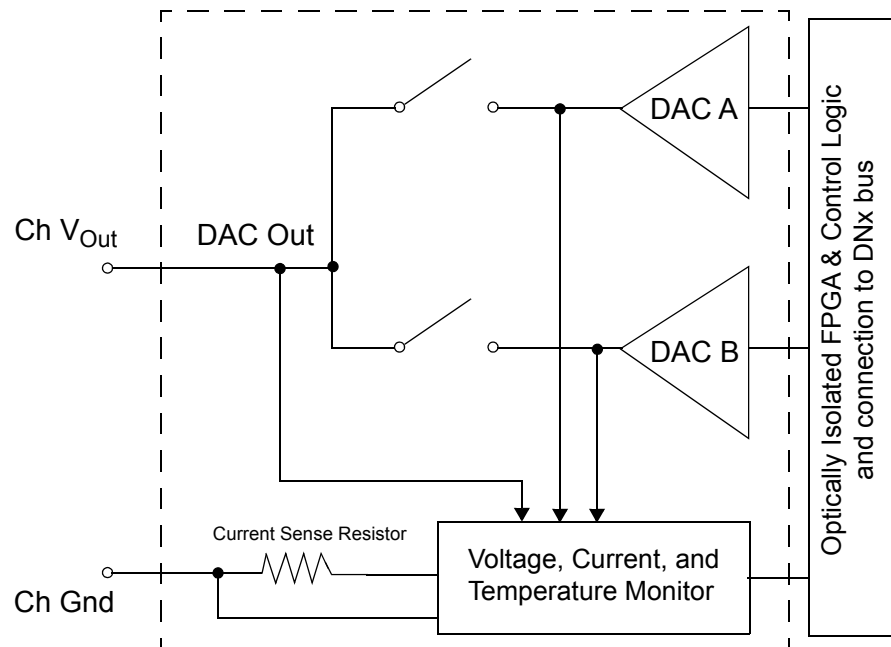 DAC A
Ch VOut
DAC Out
DAC B
Optically Isolated FPGA & Control Logic
and connection to DNx bus
Current Sense Resistor
Voltage, Current, and
Temperature Monitor
Ch Gnd